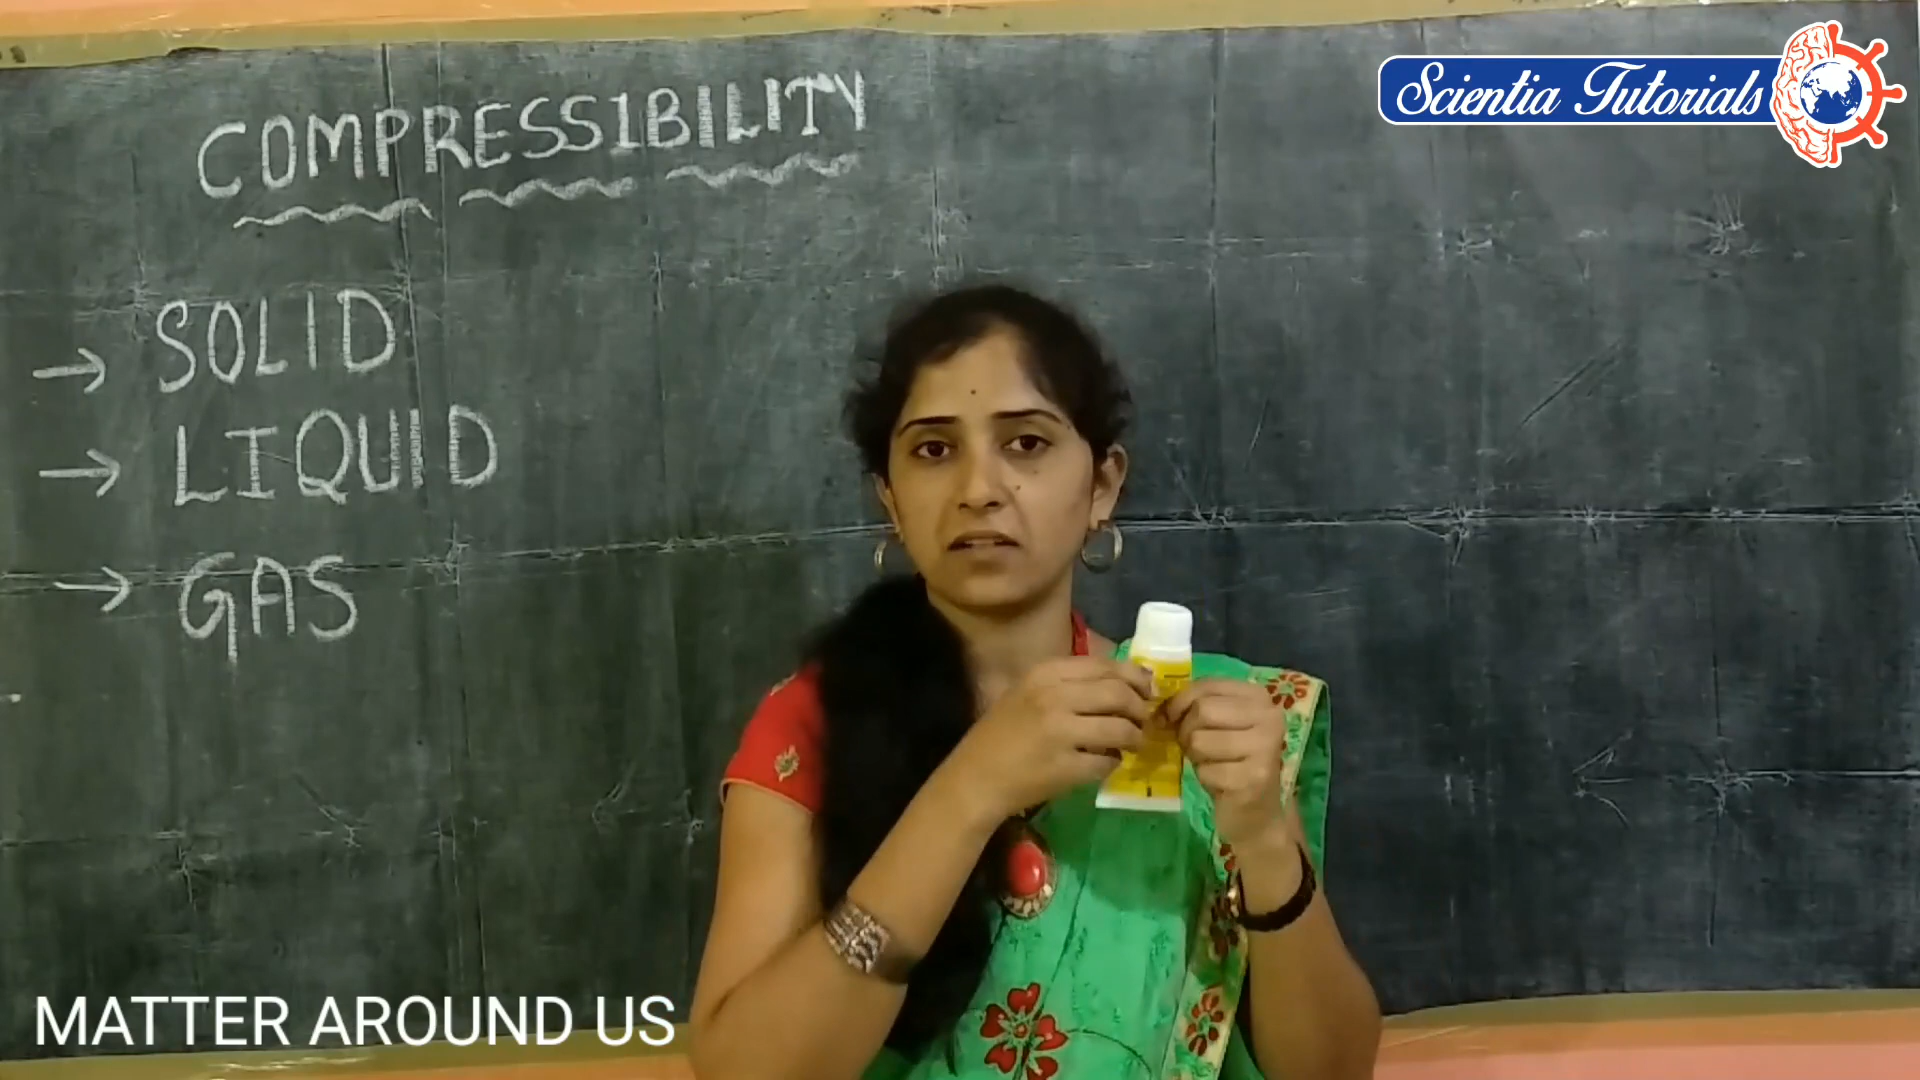 COMPRESSIBILITY
Scientia Tutorials
→ SOLID
→ LIQUID
→ GAS
MATTER AROUND US